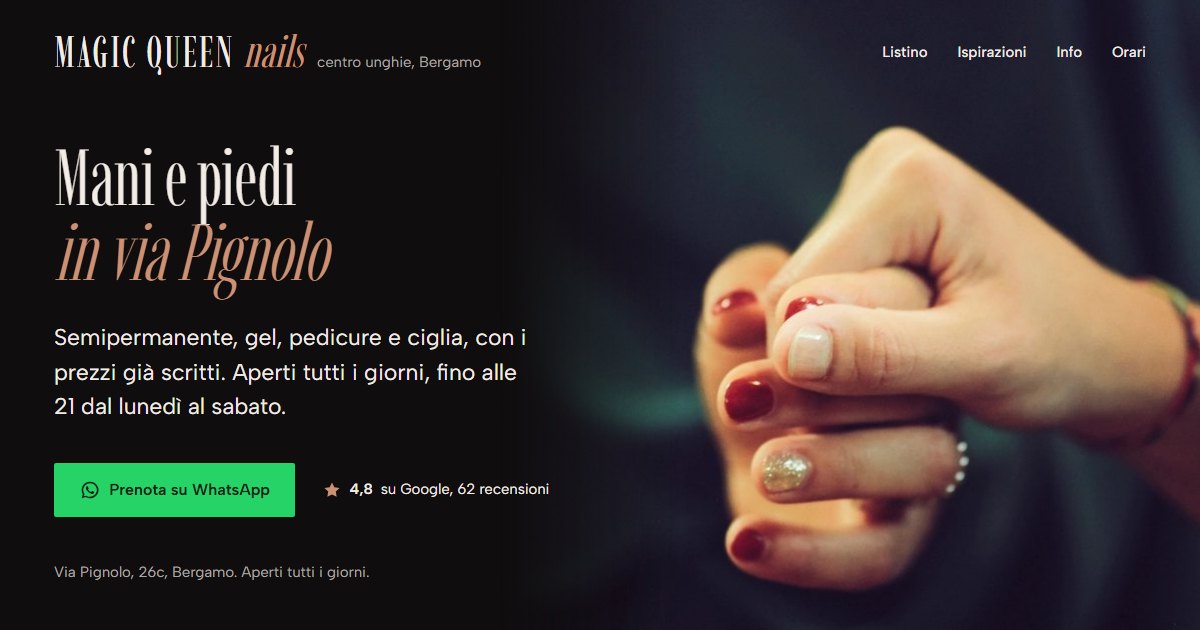 MAGIC QUEEN nails centro unghie, Bergamo
Listino Ispirazioni Info Orari
Mani e piedi
in via Pignolo
Semipermanente, gel, pedicure e ciglia, con i
prezzi già scritti. Aperti tutti i giorni, fino alle
21 dal lunedì al sabato.
Prenota su WhatsApp
4,8 su Google, 62 recensioni
Via Pignolo, 26c, Bergamo. Aperti tutti i giorni.